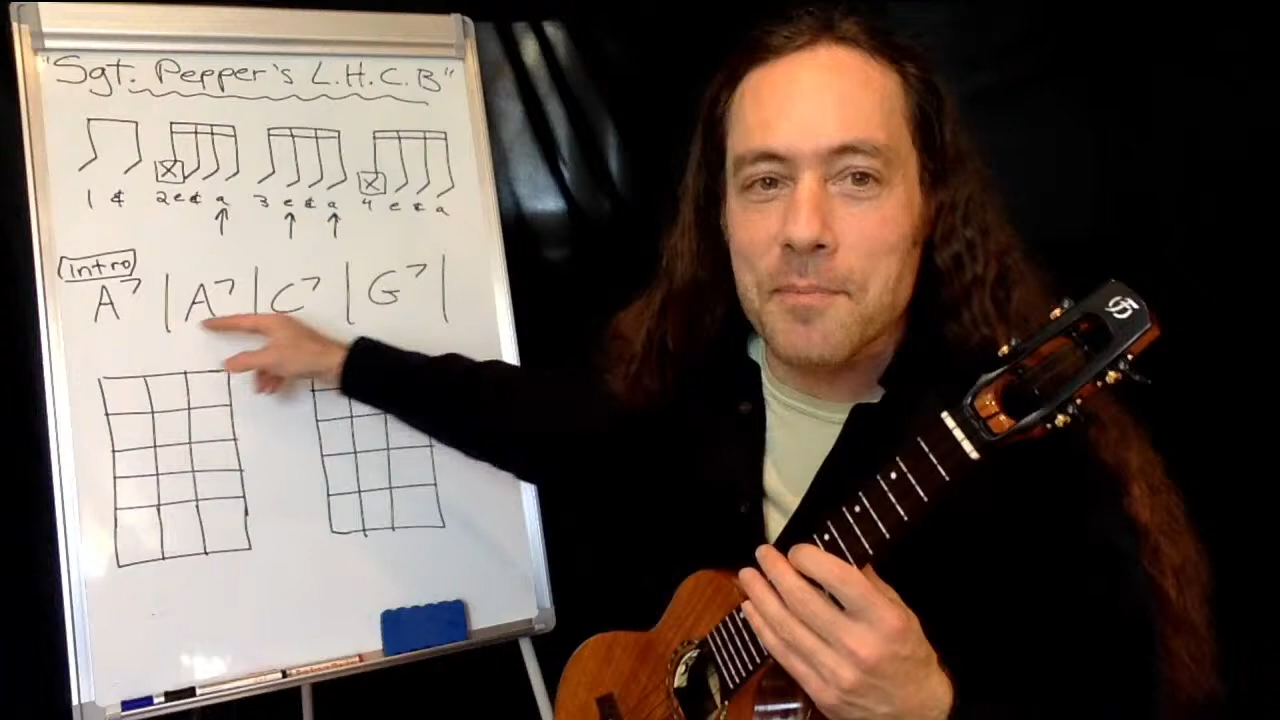 "Sgt. Pepper's L.H.C.B"
1 & 2 e & a 3 e & a 4 e & a
Intro
A7 | A7 | C7 | G7 |